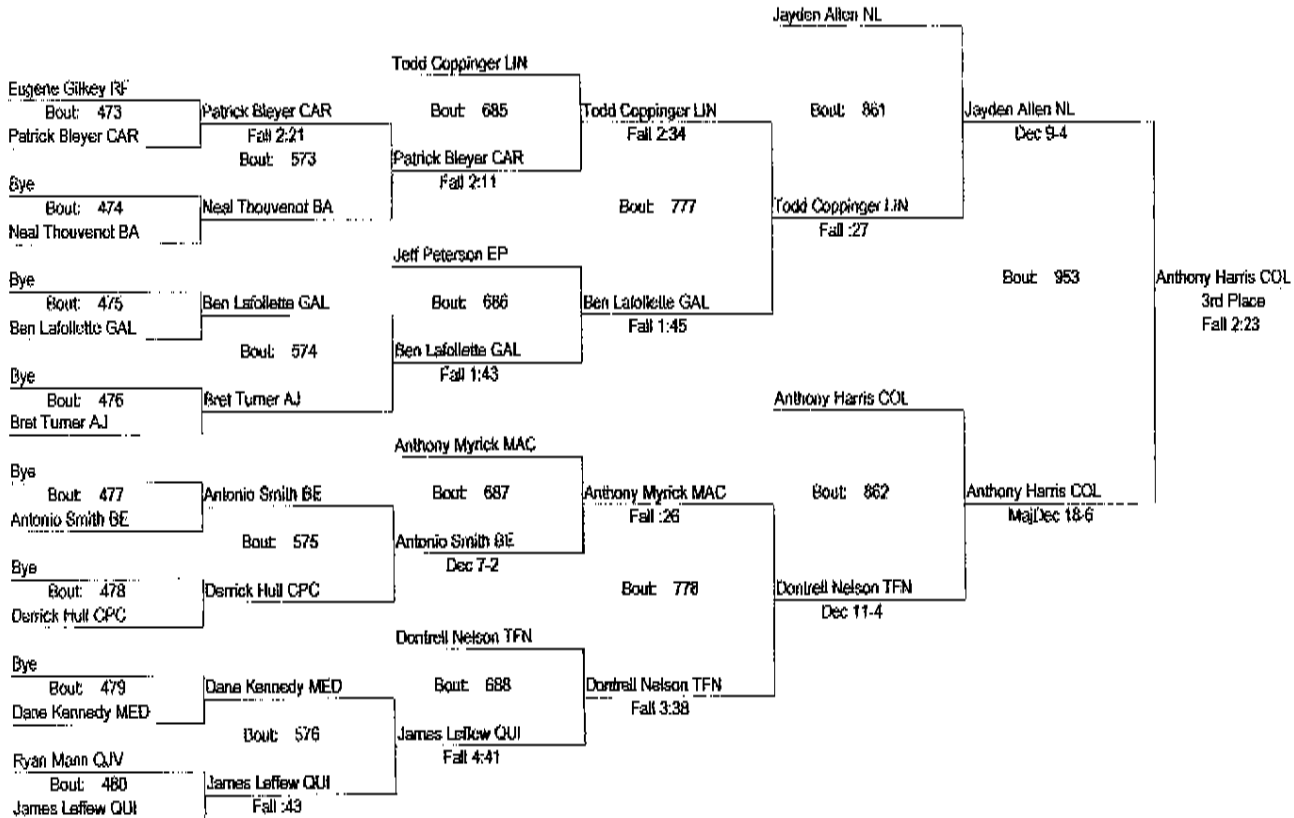 Eugene Gilkey RF
Bout: 473
Patrick Bleyer CAR
Bye
Bout: 474
Neal Thouvenot BA
Bye
Bout: 475
Ben Lafollette GAL
Bye
Bout: 476
Bret Turner AJ
Bye
Bout: 477
Antonio Smith BE
Bye
Bout: 478
Derrick Hull CPC
Bye
Bout: 479
Dane Kennedy MED
Ryan Mann QJV
Bout: 480
James Leffew QUI
Patrick Bleyer CAR
Fall 2:21
Bout: 573
Neal Thouvenot BA
Ben Lafollette GAL
Bout: 574
Bret Turner AJ
Antonio Smith BE
Bout: 575
Derrick Hull CPC
Dane Kennedy MED
Bout: 576
James Leffew QUI
Fall :43
Todd Coppinger LIN
Bout: 685
Patrick Bleyer CAR
Fall 2:11
Jeff Peterson EP
Bout: 686
Ben Lafollette GAL
Fall 1:43
Anthony Myrick MAC
Bout: 687
Antonio Smith BE
Dec 7-2
Dontrell Nelson TFN
Bout: 688
James Leffew QUI
Fall 4:41
Todd Coppinger LIN
Fall 2:34
Bout: 777
Ben Lafollette GAL
Fall 1:45
Anthony Myrick MAC
Fall :26
Bout: 778
Dontrell Nelson TFN
Fall 3:38
Jayden Allen NL
Bout: 861
Todd Coppinger LIN
Fall :27
Anthony Harris COL
Bout: 862
Dontrell Nelson TFN
Dec 11-4
Jayden Allen NL
Dec 9-4
Bout: 953
Anthony Harris COL
MajDec 18-6
Anthony Harris COL
3rd Place
Fall 2:23